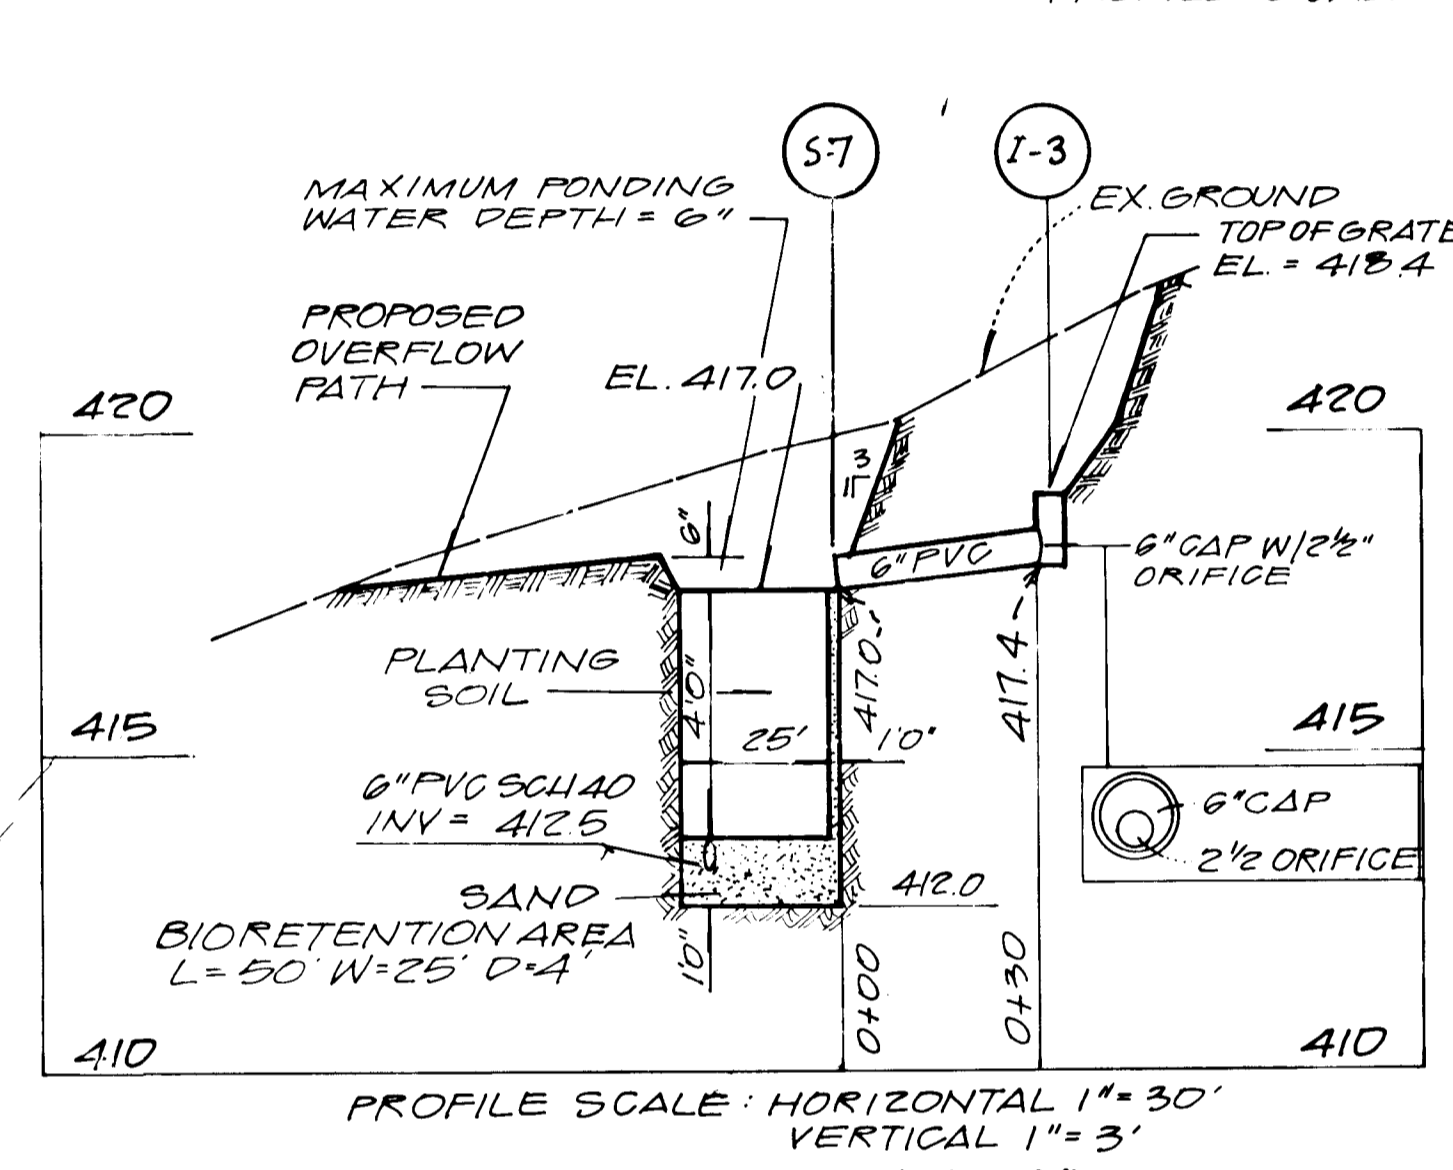 S-7
I-3
MAXIMUM PONDING
WATER DEPTH = 6"
EX. GROUND
TOP OF GRATE
EL. = 418.4
PROPOSED
OVERFLOW
PATH
EL. 417.0
420
420
3
1
6"
6" PVC
6" CAP W/2½"
ORIFICE
PLANTING
SOIL
4'0"
417.0
417.4
415
415
25'
1'0"
6" PVC SCH 40
INV = 412.5
6" CAP
2½ ORIFICE
SAND
412.0
BIORETENTION AREA
L=50' W=25' D=4'
1'0"
0+00
0+30
410
410
PROFILE SCALE: HORIZONTAL 1"=30'
VERTICAL 1"=3'